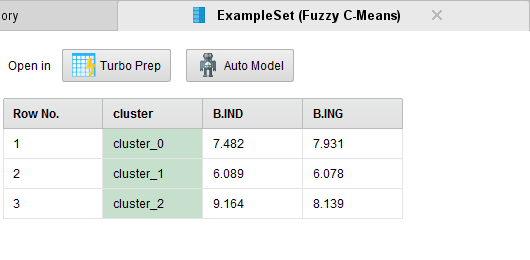 ory
ExampleSet (Fuzzy C-Means)
Open in Turbo Prep Auto Model
Row No. cluster B.IND B.ING
1 cluster_0 7.482 7.931
2 cluster_1 6.089 6.078
3 cluster_2 9.164 8.139